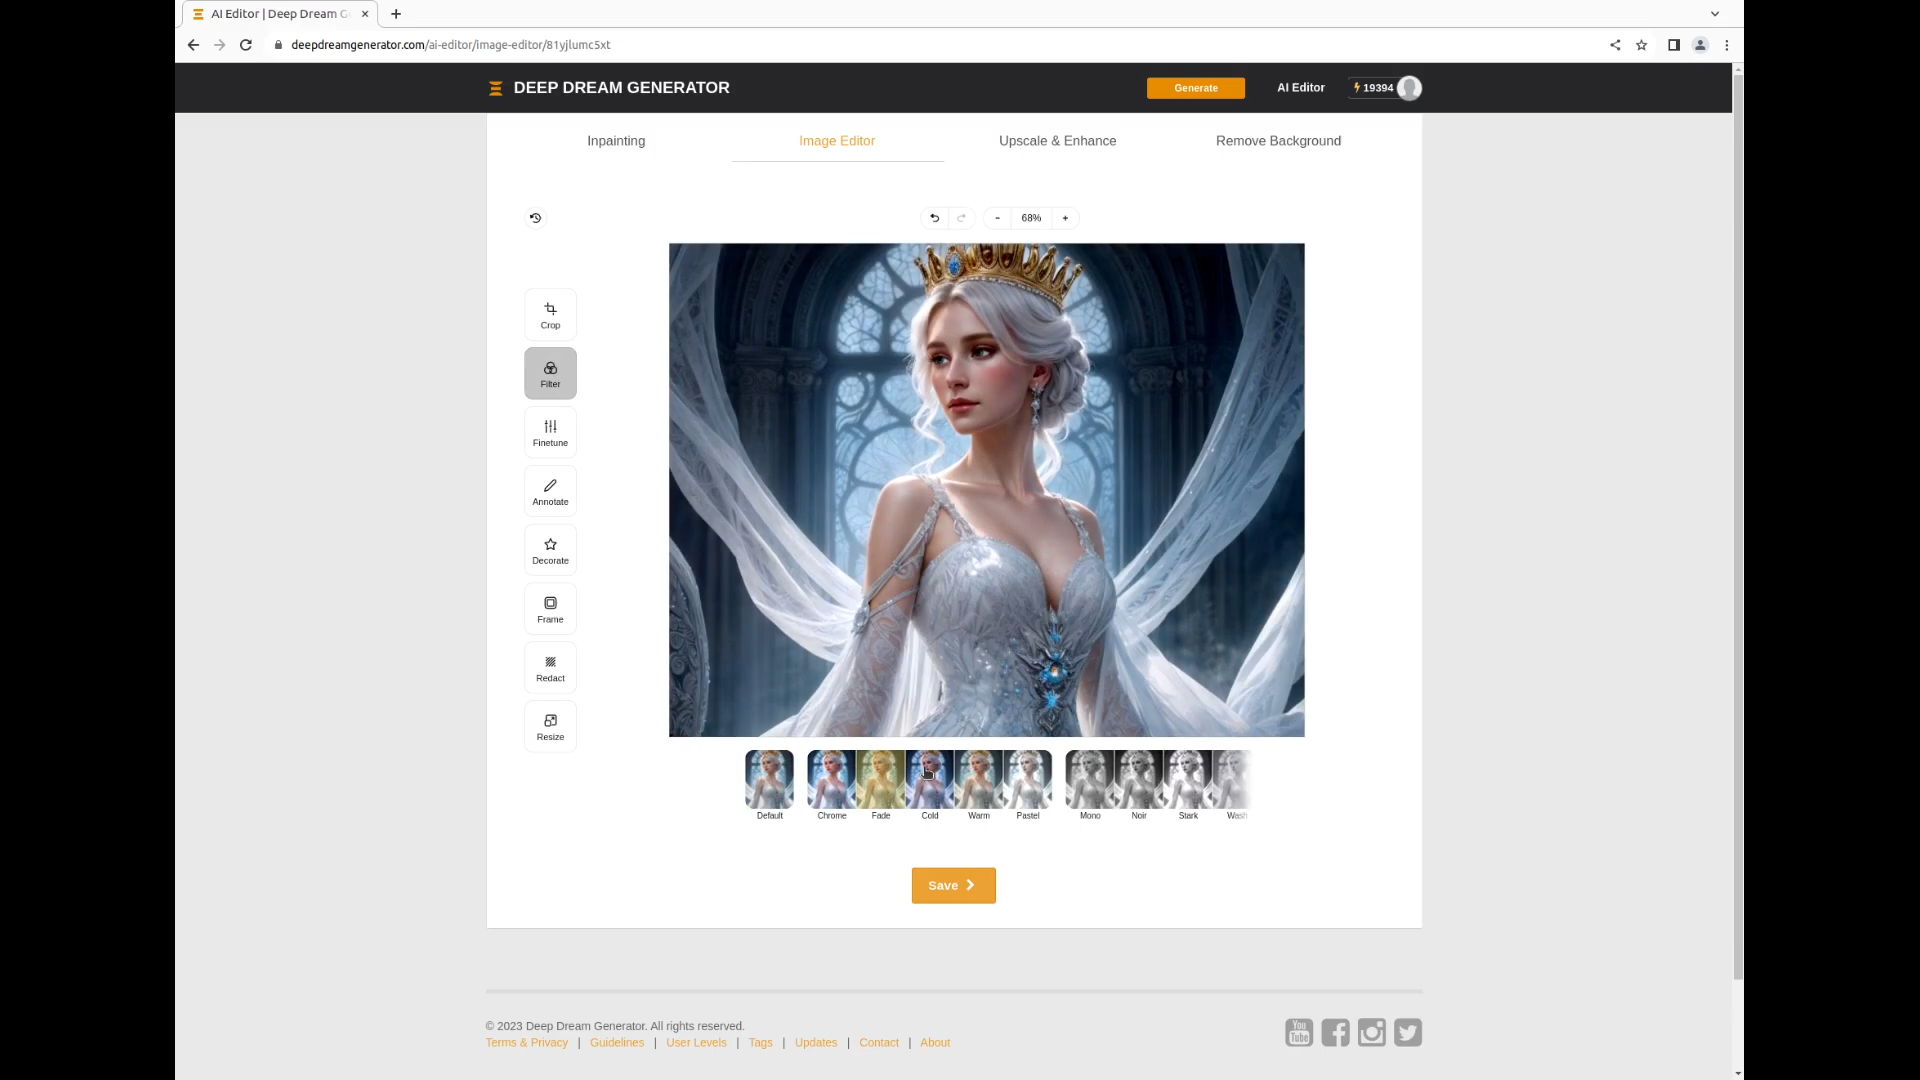 AI Editor | Deep Dream G
deepdreamgenerator.com/ai-editor/image-editor/81yjlumc5xt
DEEP DREAM GENERATOR
Generate
AI Editor
19394
Inpainting
Image Editor
Upscale & Enhance
Remove Background
- 68% +
Crop
Filter
Finetune
Annotate
Decorate
Frame
Redact
Resize
Default Chrome Fade Cold Warm Pastel Mono Noir Stark Wash
Save
© 2023 Deep Dream Generator. All rights reserved.
Terms & Privacy | Guidelines | User Levels | Tags | Updates | Contact | About
You Tube